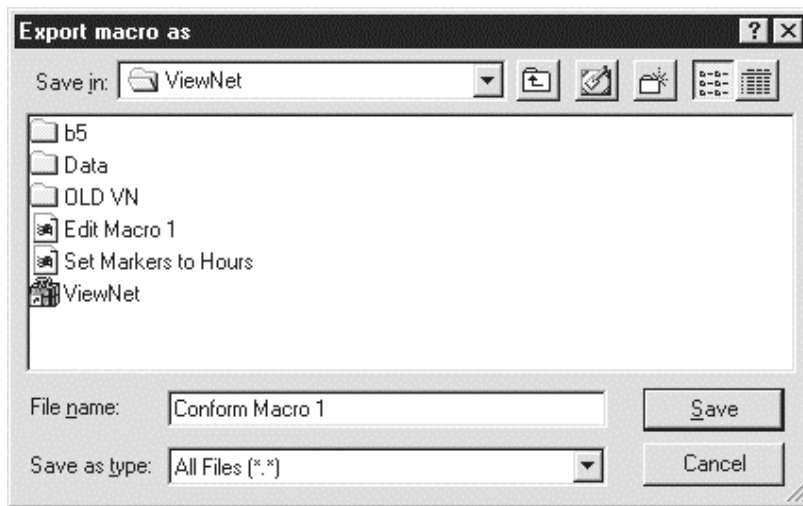 Export macro as
Save in: ViewNet
b5
Data
OLD VN
Edit Macro 1
Set Markers to Hours
ViewNet
File name: Conform Macro 1 Save
Save as type: All Files (*.*) Cancel